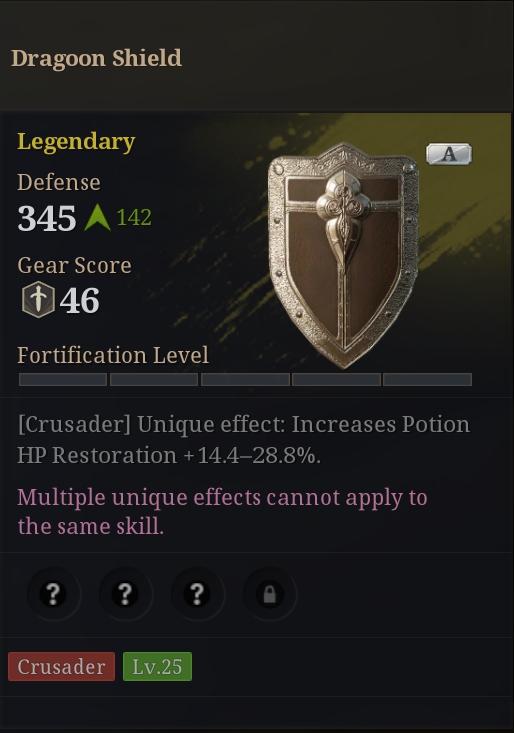 Dragoon Shield
Legendary
A
Defense
345 142
Gear Score
46
Fortification Level
[Crusader] Unique effect: Increases Potion
HP Restoration +14.4–28.8%.
Multiple unique effects cannot apply to
the same skill.
? ? ?
Crusader Lv.25